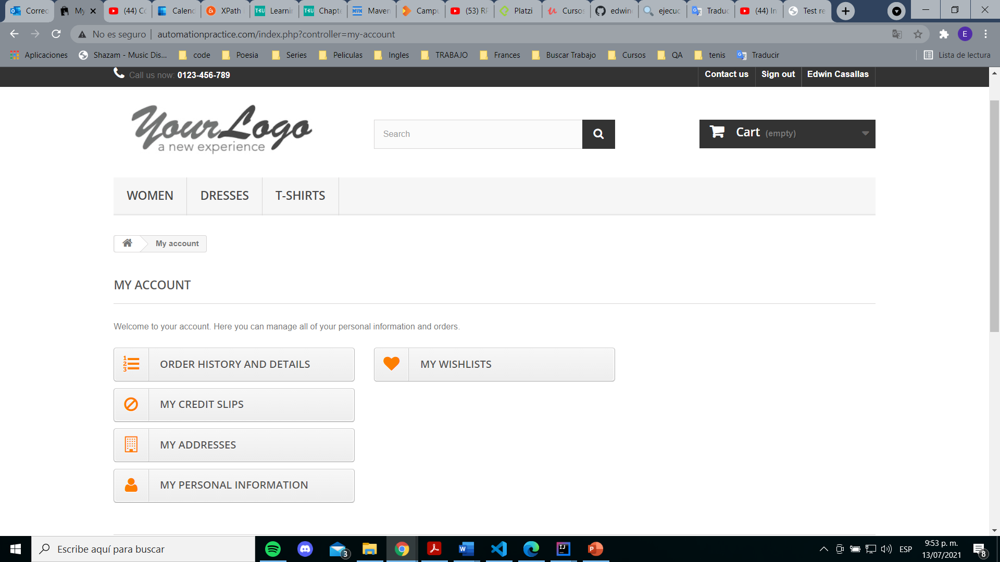 Correo
My
(44) Co
Calend
XPath
Learnin
Chapte
Maven
Campu
(53) RF
Platzi
Cursos
edwin
ejecuc
Traduc
(44) In
Test re
No es seguro | automationpractice.com/index.php?controller=my-account
E
Aplicaciones
Shazam - Music Dis...
code
Poesia
Series
Peliculas
Ingles
TRABAJO
Frances
Buscar Trabajo
Cursos
QA
tenis
Traducir
Lista de lectura
Call us now: 0123-456-789
Contact us
Sign out
Edwin Casallas
YourLogo
a new experience
Search
Cart (empty)
WOMEN
DRESSES
T-SHIRTS
My account
MY ACCOUNT
Welcome to your account. Here you can manage all of your personal information and orders.
ORDER HISTORY AND DETAILS
MY WISHLISTS
MY CREDIT SLIPS
MY ADDRESSES
MY PERSONAL INFORMATION
Escribe aquí para buscar
3
ESP
9:53 p. m.
13/07/2021
8